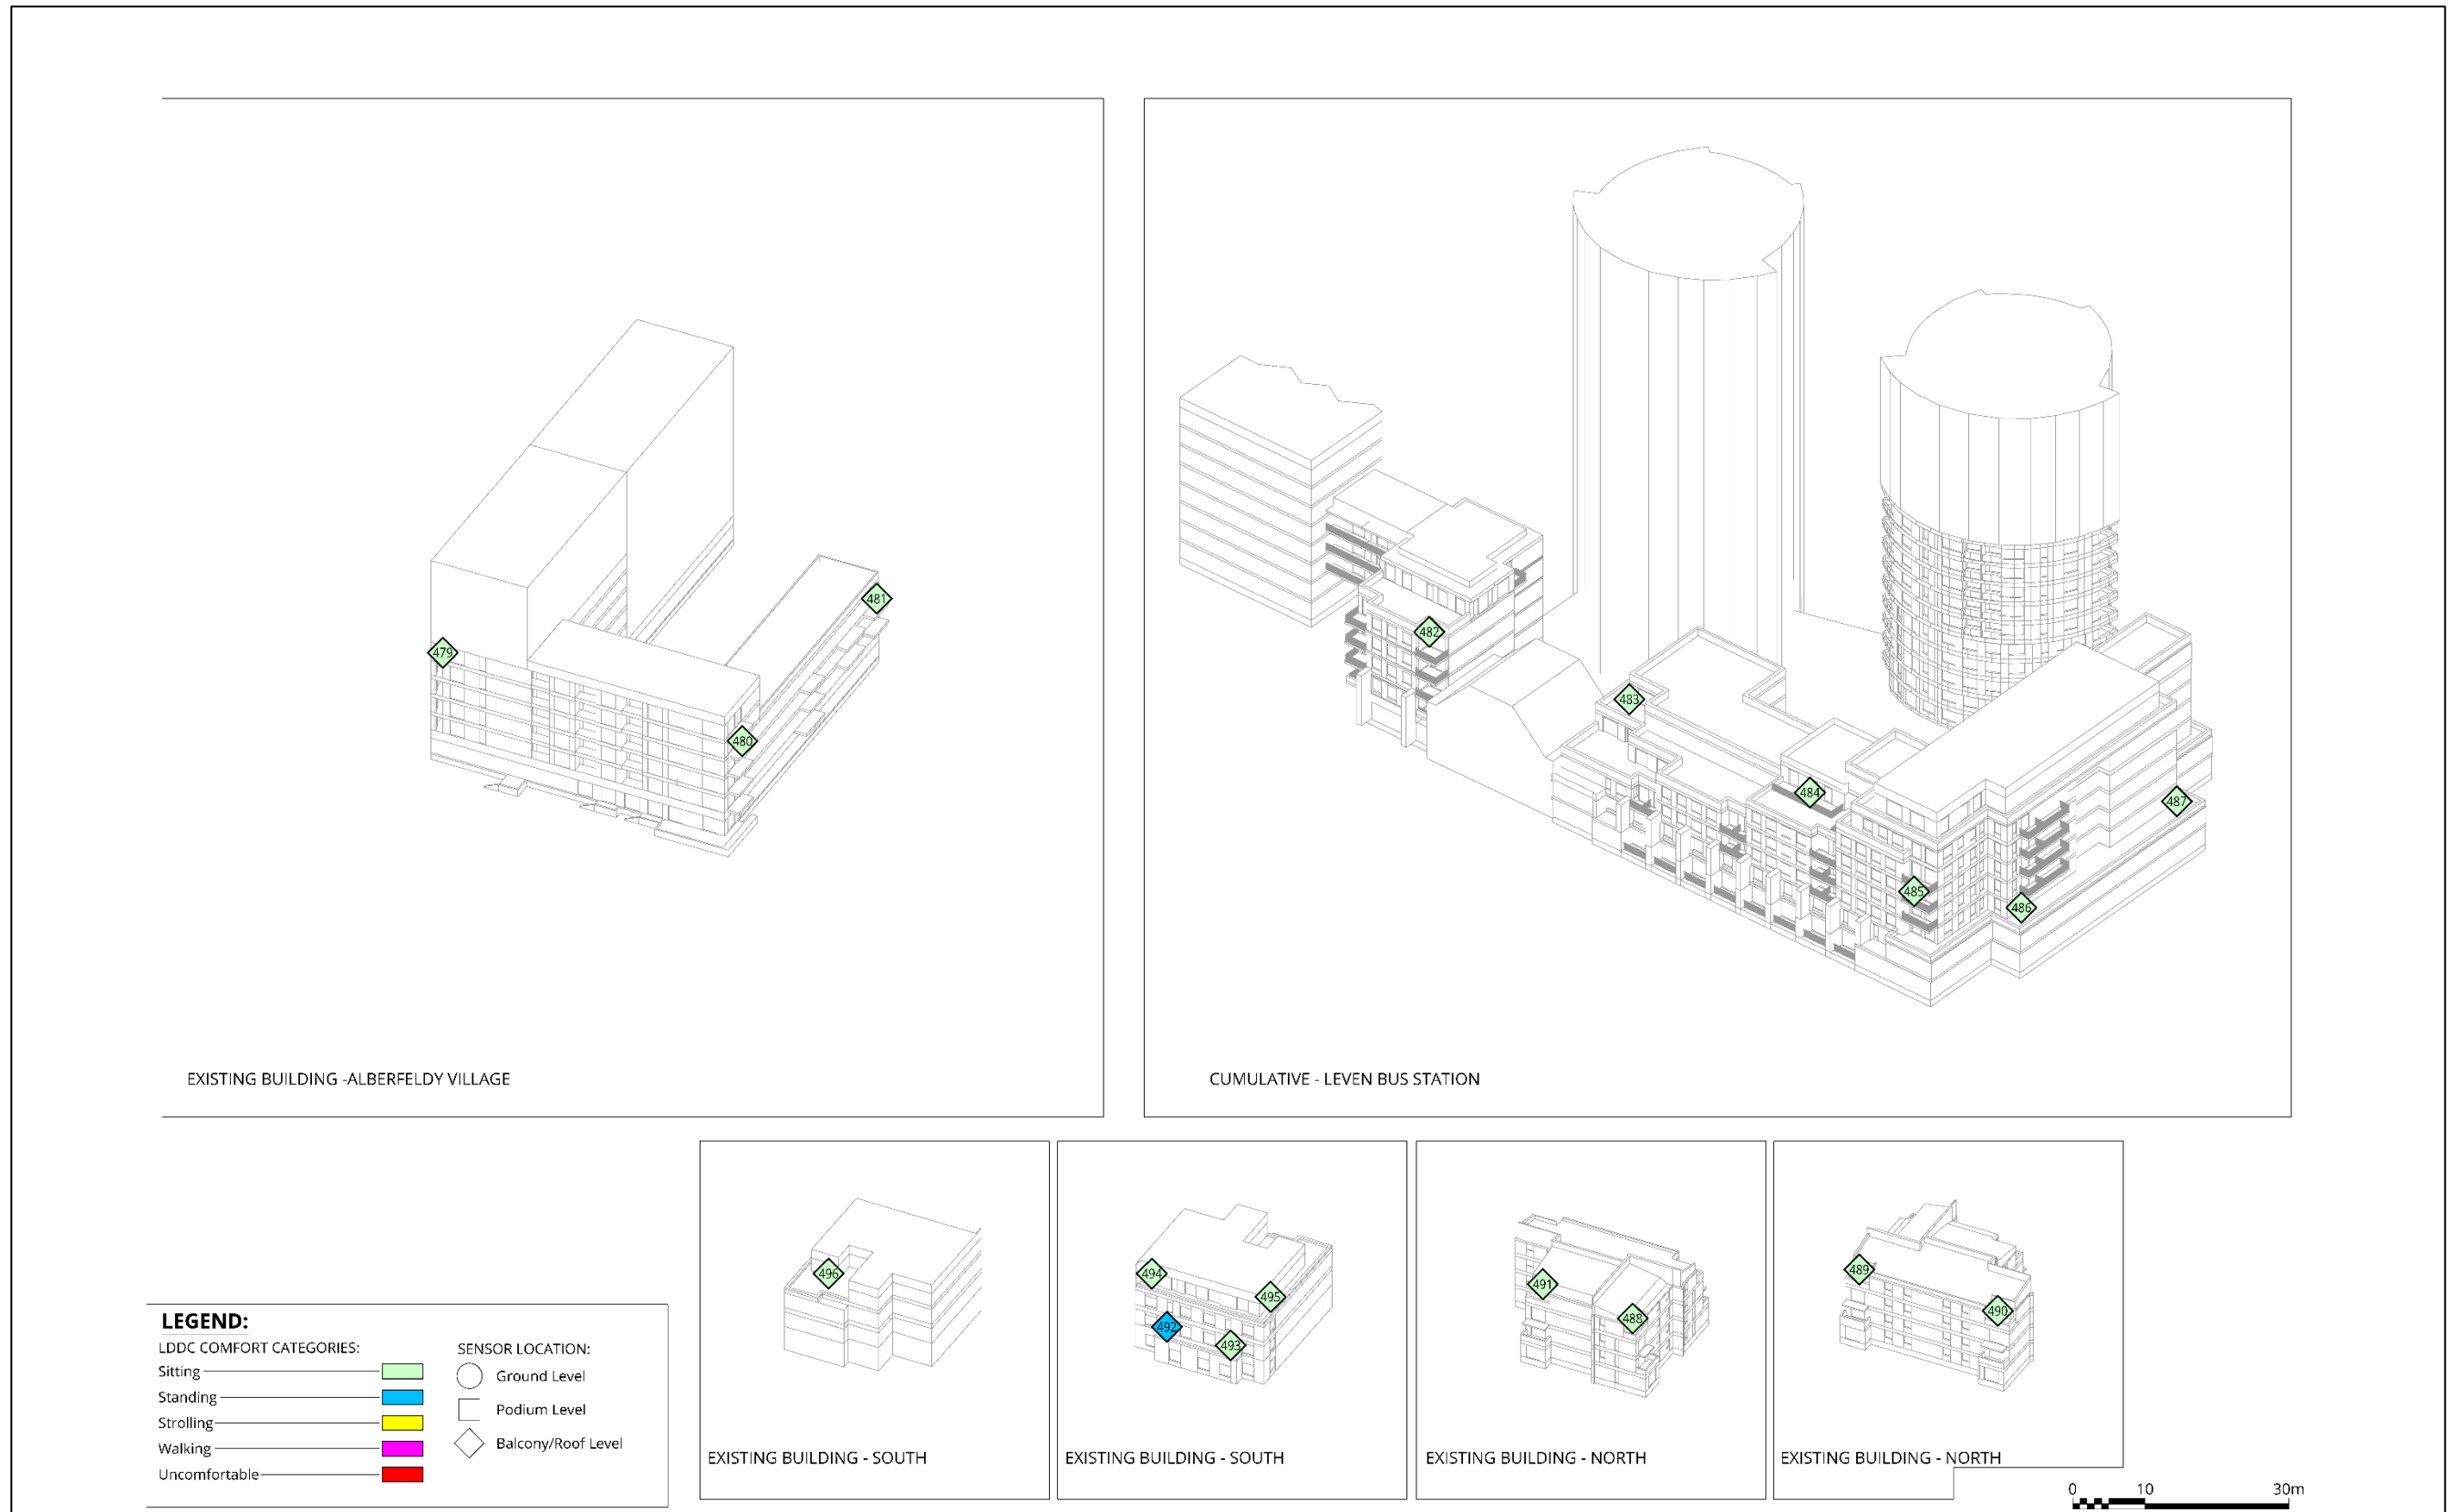 481
479
480
EXISTING BUILDING -ALBERFELDY VILLAGE
482
483
484
487
485
486
CUMULATIVE - LEVEN BUS STATION
496
EXISTING BUILDING - SOUTH
494
495
492
493
EXISTING BUILDING - SOUTH
491
488
EXISTING BUILDING - NORTH
489
490
EXISTING BUILDING - NORTH
LEGEND:
LDDC COMFORT CATEGORIES:
Sitting
Standing
Strolling
Walking
Uncomfortable
SENSOR LOCATION:
Ground Level
Podium Level
Balcony/Roof Level
0 10 30m